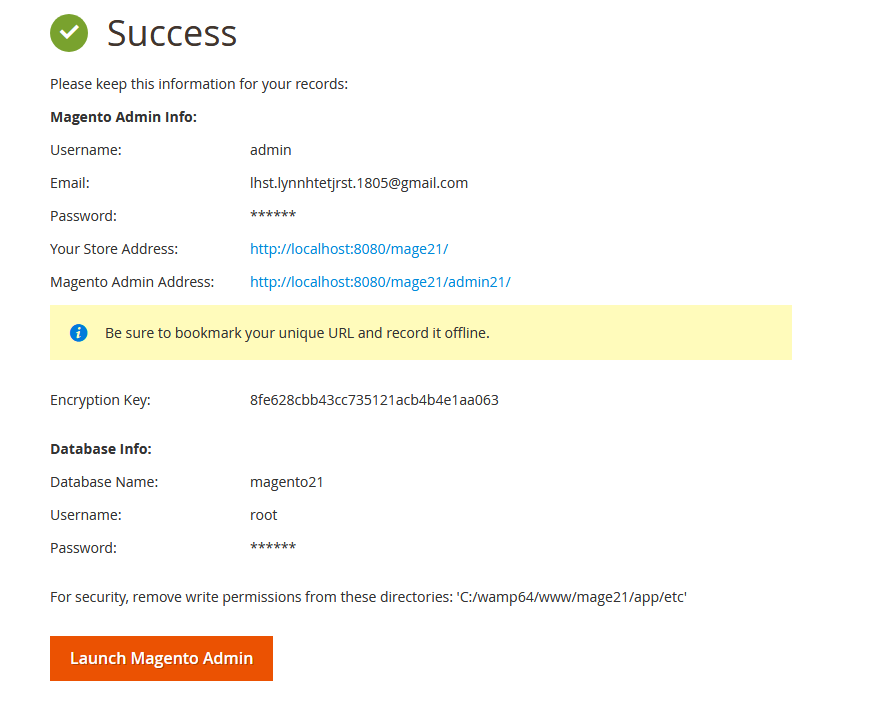 Success
Please keep this information for your records:
Magento Admin Info:
Username: admin
Email: lhst.lynnhtetjrst.1805@gmail.com
Password: ******
Your Store Address: http://localhost:8080/mage21/
Magento Admin Address: http://localhost:8080/mage21/admin21/
Be sure to bookmark your unique URL and record it offline.
Encryption Key: 8fe628cbb43cc735121acb4b4e1aa063
Database Info:
Database Name: magento21
Username: root
Password: ******
For security, remove write permissions from these directories: 'C:/wamp64/www/mage21/app/etc'
Launch Magento Admin